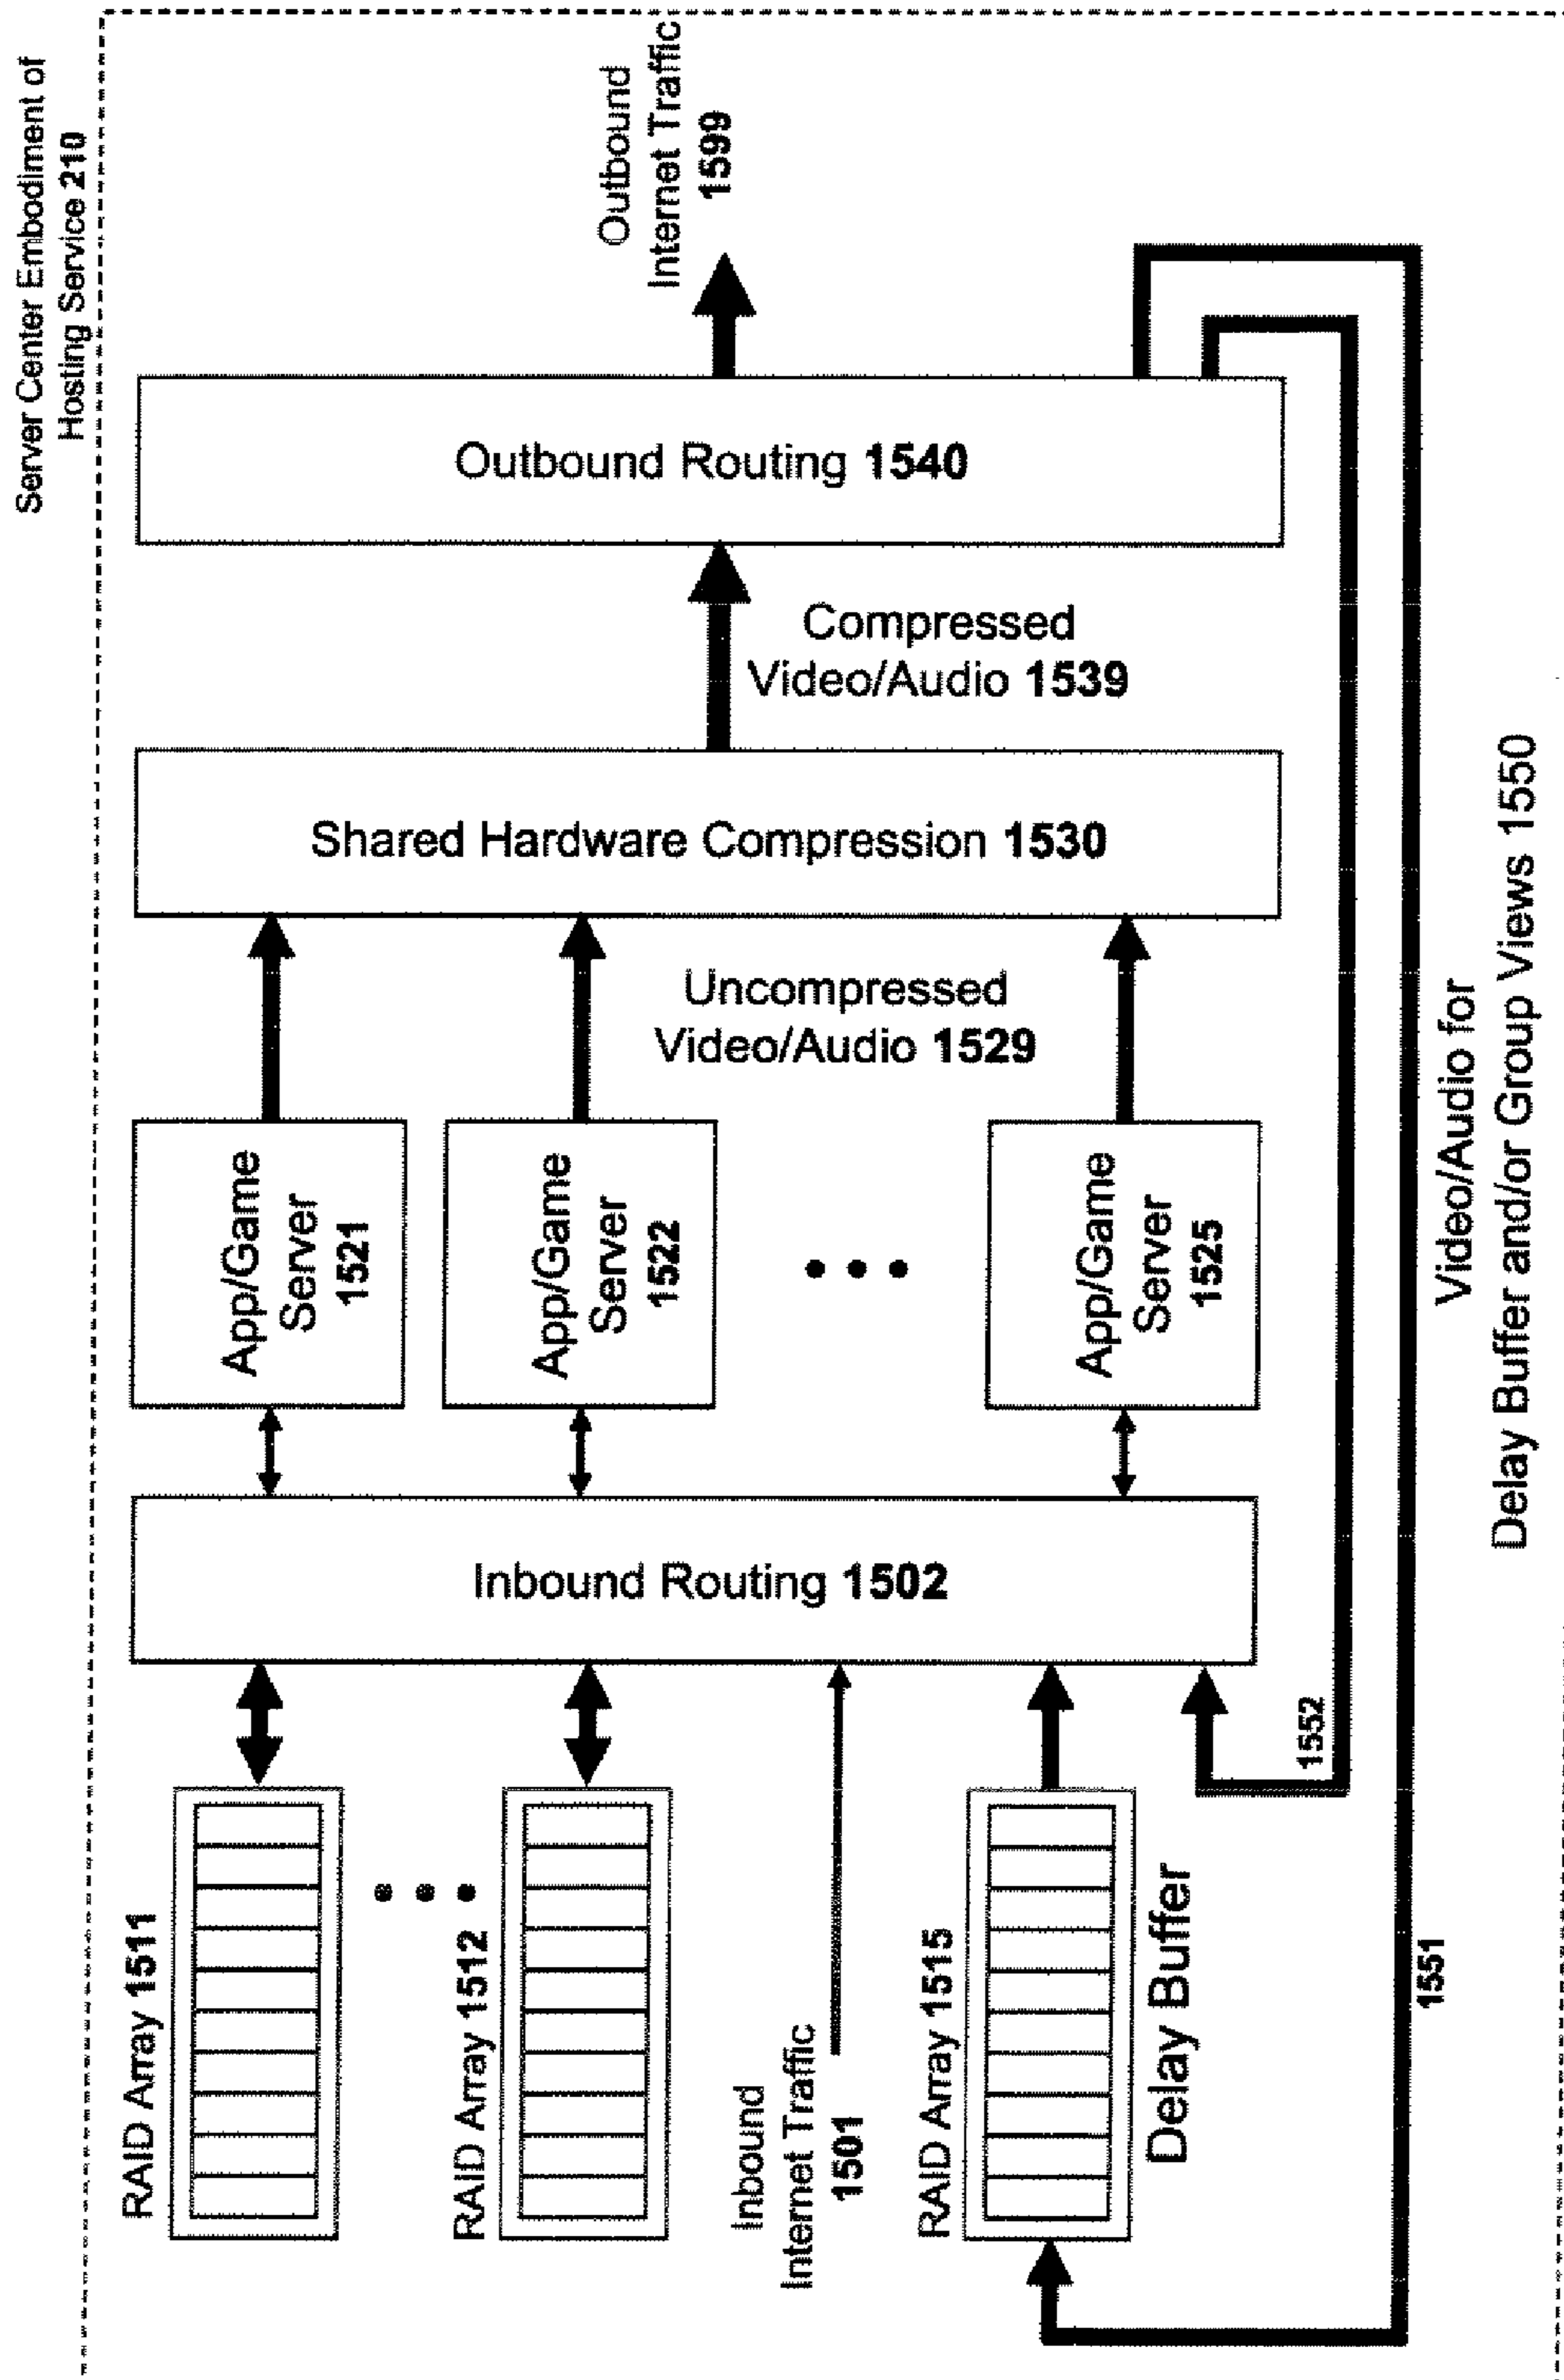 Server Center Embodiment of
Hosting Service 210
RAID Array 1511
RAID Array 1512
Inbound
Internet Traffic
1501
RAID Array 1515
Delay Buffer
Inbound Routing 1502
App/Game
Server
1521
App/Game
Server
1522
App/Game
Server
1525
Uncompressed
Video/Audio 1529
Shared Hardware Compression 1530
Compressed
Video/Audio 1539
Outbound Routing 1540
Outbound
Internet Traffic
1599
1552
1551
Video/Audio for
Delay Buffer and/or Group Views 1550